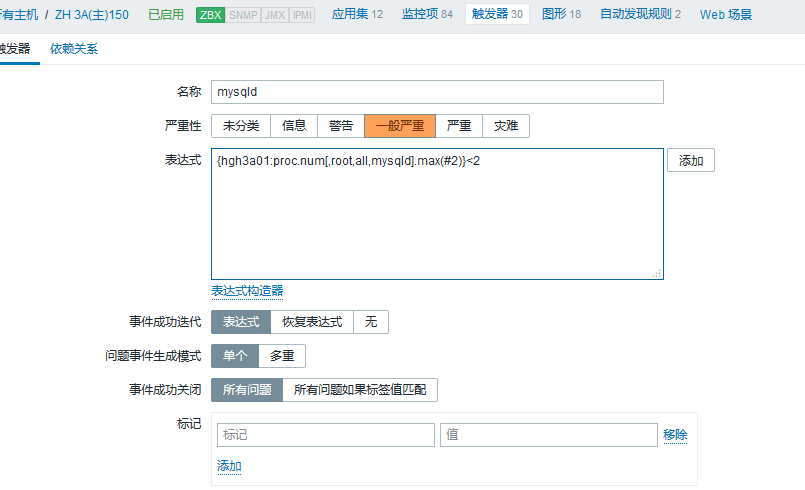 有主机 / ZH 3A(主)150 已启用 ZBX SNMP JMX IPMI 应用集 12 监控项 84 触发器 30 图形 18 自动发现规则 2 Web 场景
触发器 依赖关系
名称 mysqld
严重性 未分类 信息 警告 一般严重 严重 灾难
表达式 {hgh3a01:proc.num[,root,all,mysqld].max(#2)}<2 添加
表达式构造器
事件成功迭代 表达式 恢复表达式 无
问题事件生成模式 单个 多重
事件成功关闭 所有问题 所有问题如果标签值匹配
标记 标记 值 移除
添加